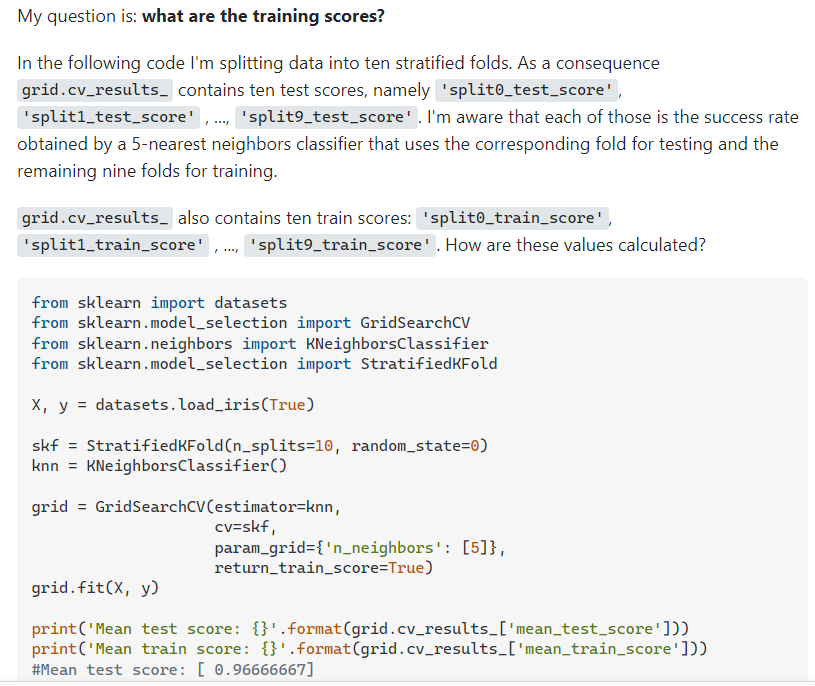 My question is: what are the training scores?
In the following code I'm splitting data into ten stratified folds. As a consequence
grid.cv_results_ contains ten test scores, namely 'split0_test_score',
'split1_test_score' , ..., 'split9_test_score'. I'm aware that each of those is the success rate
obtained by a 5-nearest neighbors classifier that uses the corresponding fold for testing and the
remaining nine folds for training.
grid.cv_results_ also contains ten train scores: 'split0_train_score',
'split1_train_score' , ..., 'split9_train_score'. How are these values calculated?
from sklearn import datasets
from sklearn.model_selection import GridSearchCV
from sklearn.neighbors import KNeighborsClassifier
from sklearn.model_selection import StratifiedKFold
X, y = datasets.load_iris(True)
skf = StratifiedKFold(n_splits=10, random_state=0)
knn = KNeighborsClassifier()
grid = GridSearchCV(estimator=knn,
cv=skf,
param_grid={'n_neighbors': [5]},
return_train_score=True)
grid.fit(X, y)
print('Mean test score: {}'.format(grid.cv_results_['mean_test_score']))
print('Mean train score: {}'.format(grid.cv_results_['mean_train_score']))
#Mean test score: [ 0.96666667]